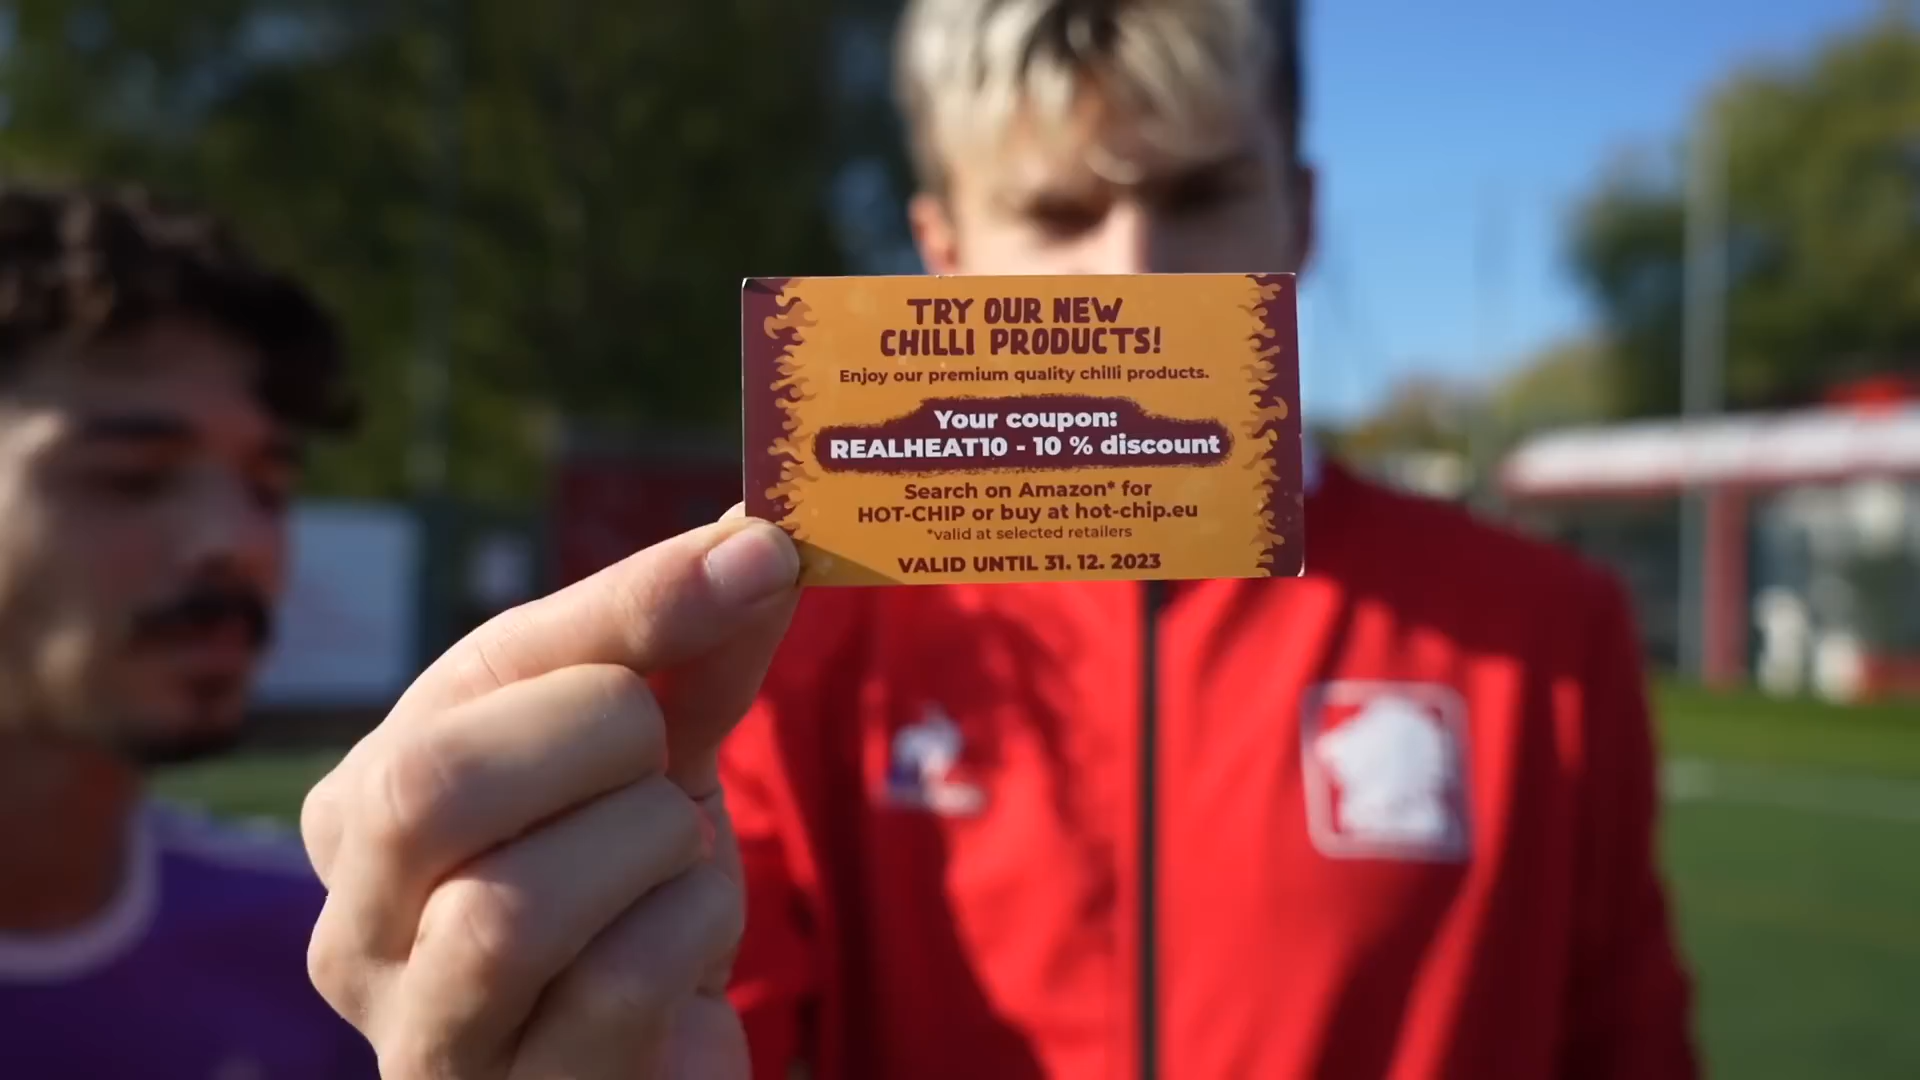 TRY OUR NEW
CHILLI PRODUCTS!
Enjoy our premium quality chilli products.
Your coupon:
REALHEAT10 - 10 % discount
Search on Amazon* for
HOT-CHIP or buy at hot-chip.eu
*valid at selected retailers
VALID UNTIL 31. 12. 2023